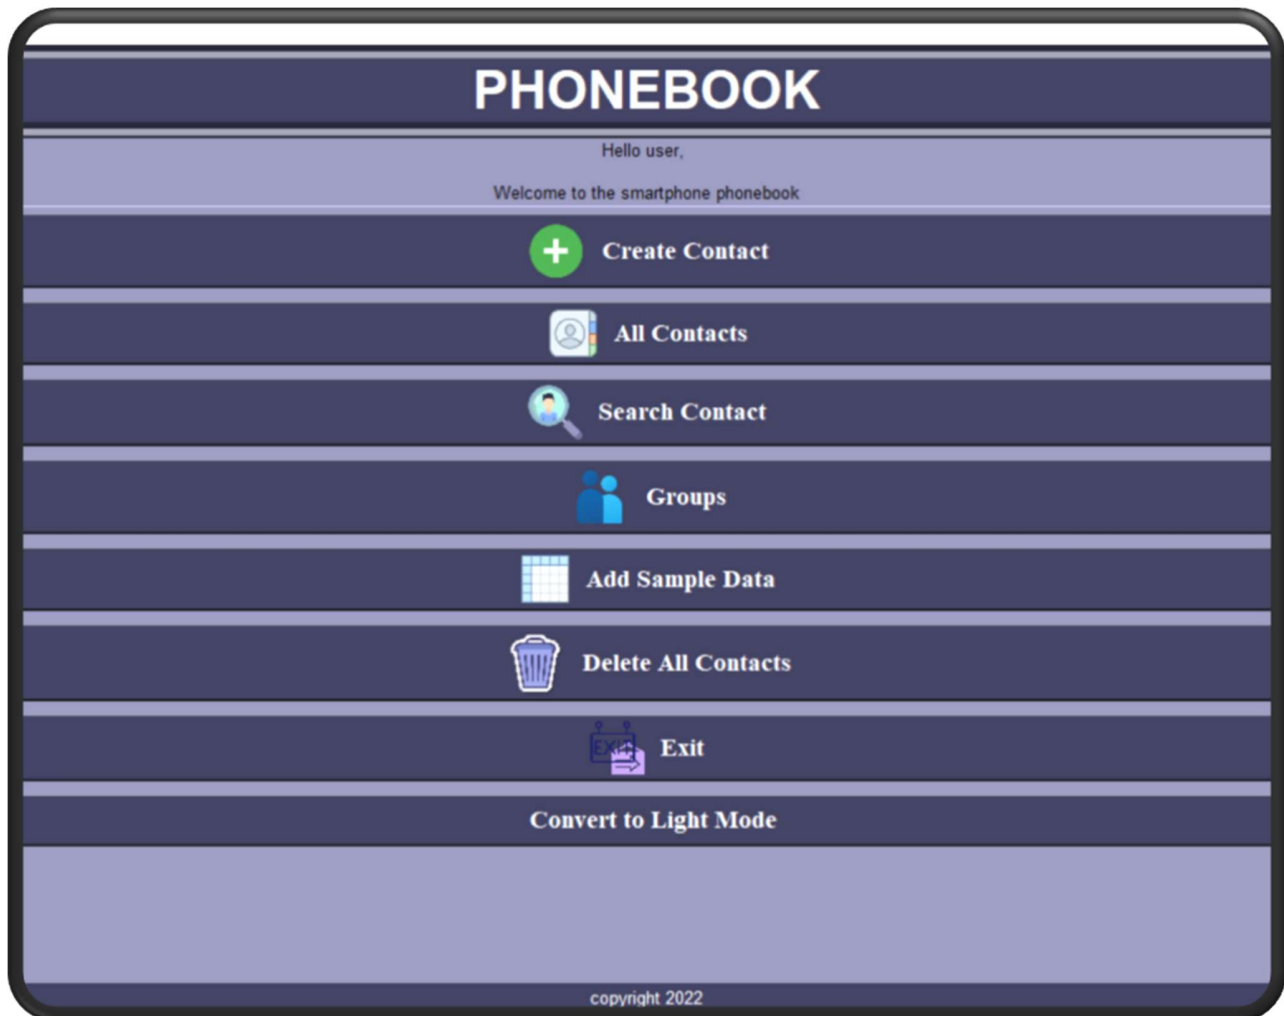 PHONEBOOK
Hello user,
Welcome to the smartphone phonebook
Create Contact
All Contacts
Search Contact
Groups
Add Sample Data
Delete All Contacts
EXIT
Exit
Convert to Light Mode
copyright 2022